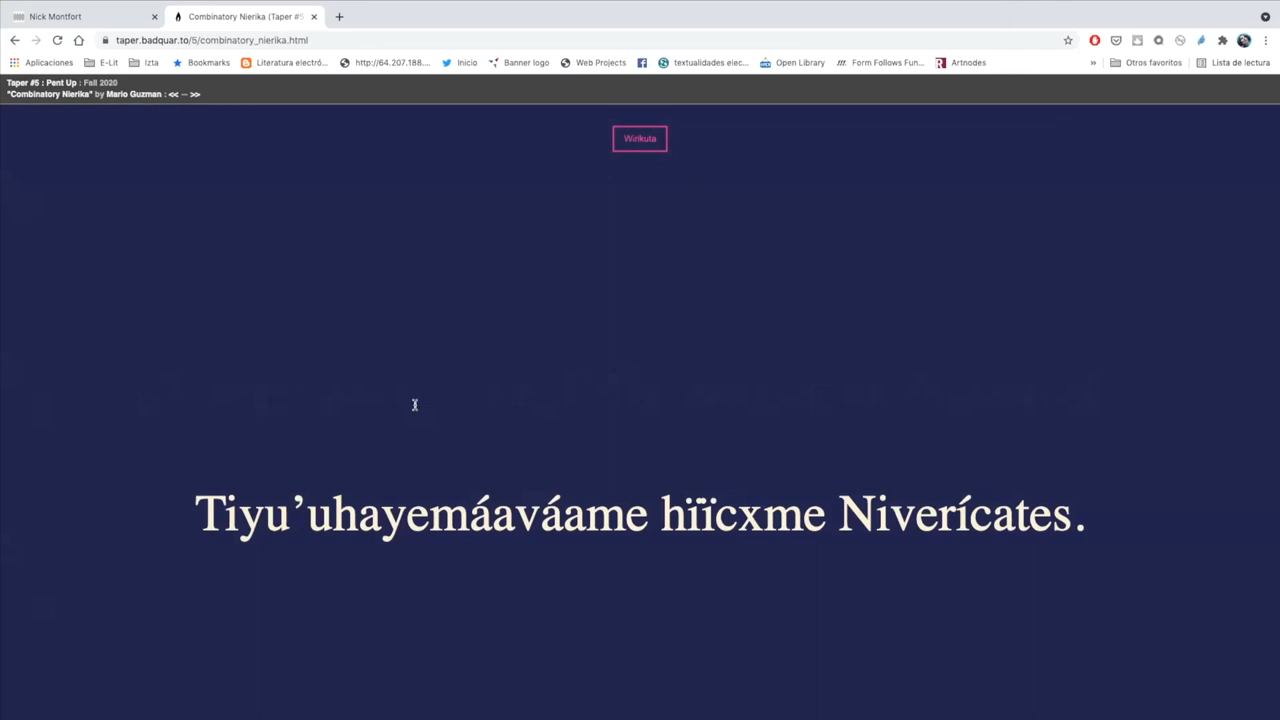 Nick Montfort
Combinatory Nierika (Taper #5
taper.badquar.to/5/combinatory_nierika.html
Aplicaciones
E-Lit
Izta
Bookmarks
Literatura electró...
http://64.207.188....
Inicio
Banner logo
Web Projects
textualidades elec...
Open Library
Form Follows Fun...
Artnodes
»
Otros favoritos
Lista de lectura
Taper #5 : Pent Up : Fall 2020
"Combinatory Nierika" by Mario Guzman : << — >>
Wirikuta
Tiyu’uhayemáaváame hïïcxme Niverícates.